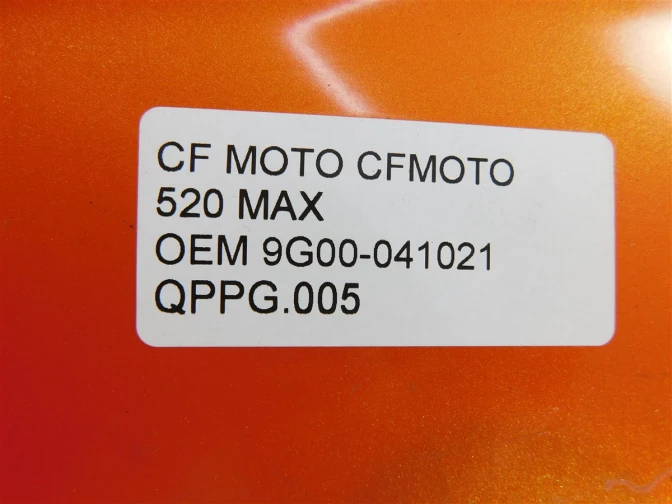 CF MOTO CFMOTO
520 MAX
OEM 9G00-041021
QPPG.005